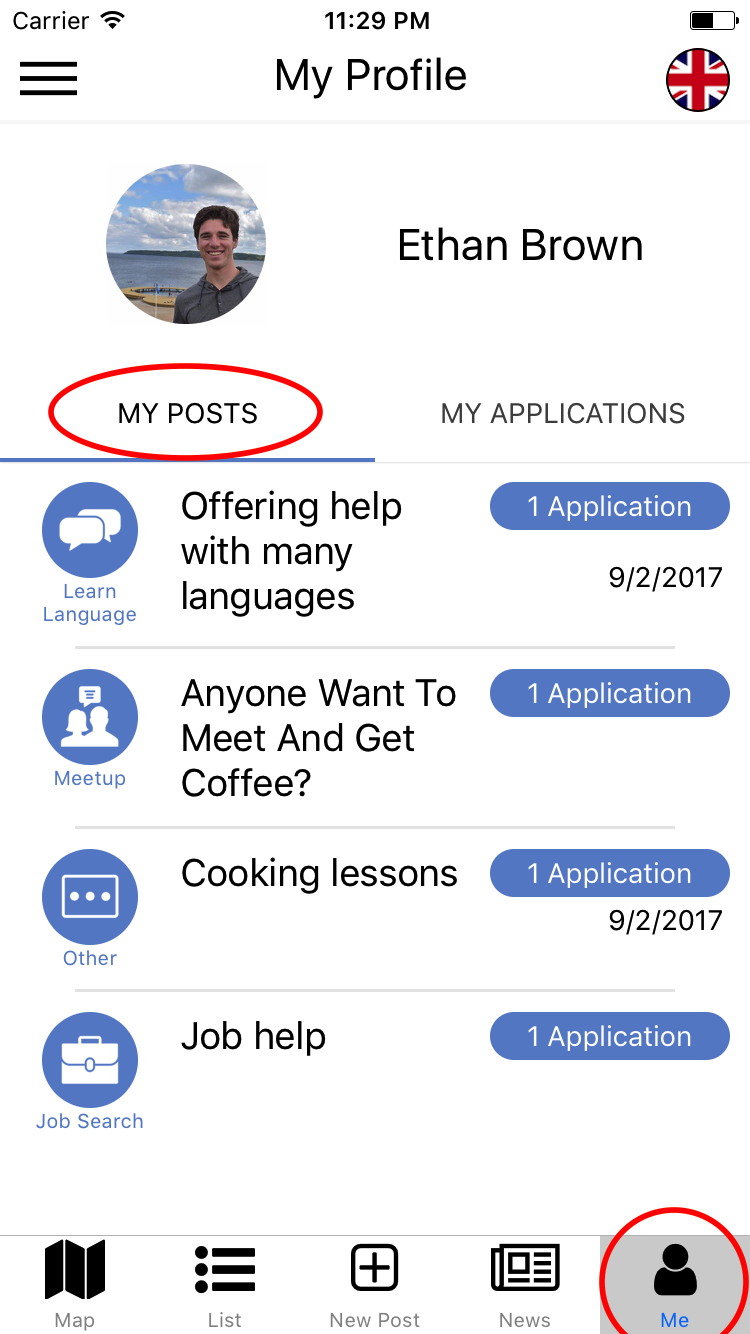 Carrier 11:29 PM
My Profile
Ethan Brown
MY POSTS MY APPLICATIONS
Offering help
with many
languages
1 Application
9/2/2017
Learn
Language
Anyone Want To
Meet And Get
Coffee?
1 Application
Meetup
Cooking lessons
1 Application
9/2/2017
Other
Job help
1 Application
Job Search
Map List New Post News Me